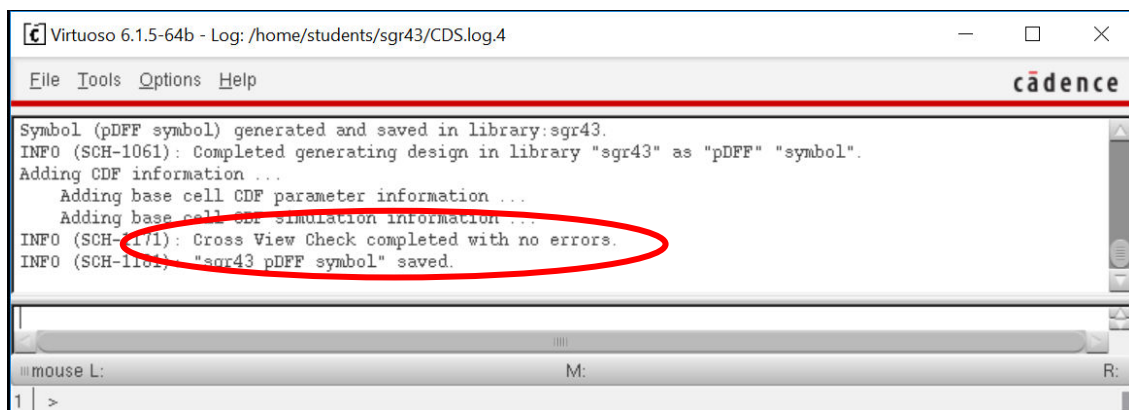 Virtuoso 6.1.5-64b - Log: /home/students/sgr43/CDS.log.4
File Tools Options Help
cādence
Symbol (pDFF symbol) generated and saved in library:sgr43.
INFO (SCH-1061): Completed generating design in library "sgr43" as "pDFF" "symbol".
Adding CDF information ...
Adding base cell CDF parameter information ...
Adding base cell CDF simulation information ...
INFO (SCH-1171): Cross View Check completed with no errors.
INFO (SCH-1181): "sgr43 pDFF symbol" saved.
mouse L: M: R:
1 >